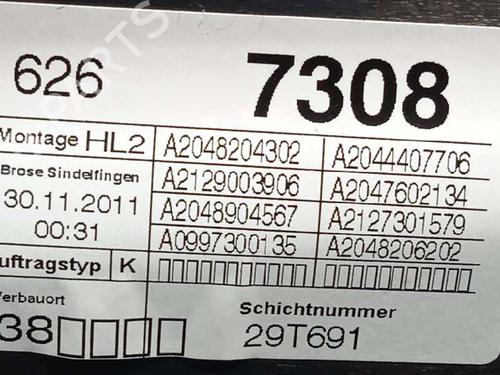 626 7308
Montage HL2 A2048204302 A2044407706
Brose Sindelfingen A2129003906 A2047602134
30.11.2011 A2048904567 A2127301579
00:31 A0997300135 A2048206202
uftragstyp K
Verbauort Schichtnummer
38 29T691